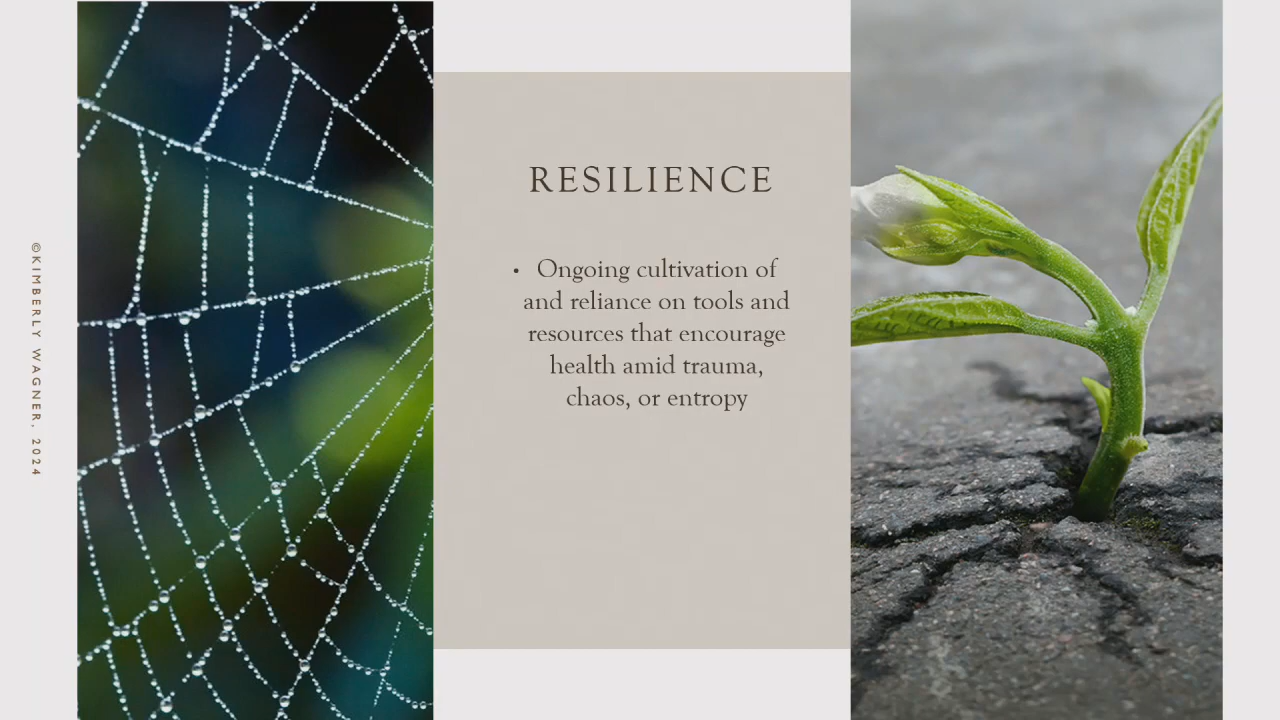 RESILIENCE
• Ongoing cultivation of
and reliance on tools and
resources that encourage
health amid trauma,
chaos, or entropy
©KIMBERLY WAGNER, 2024